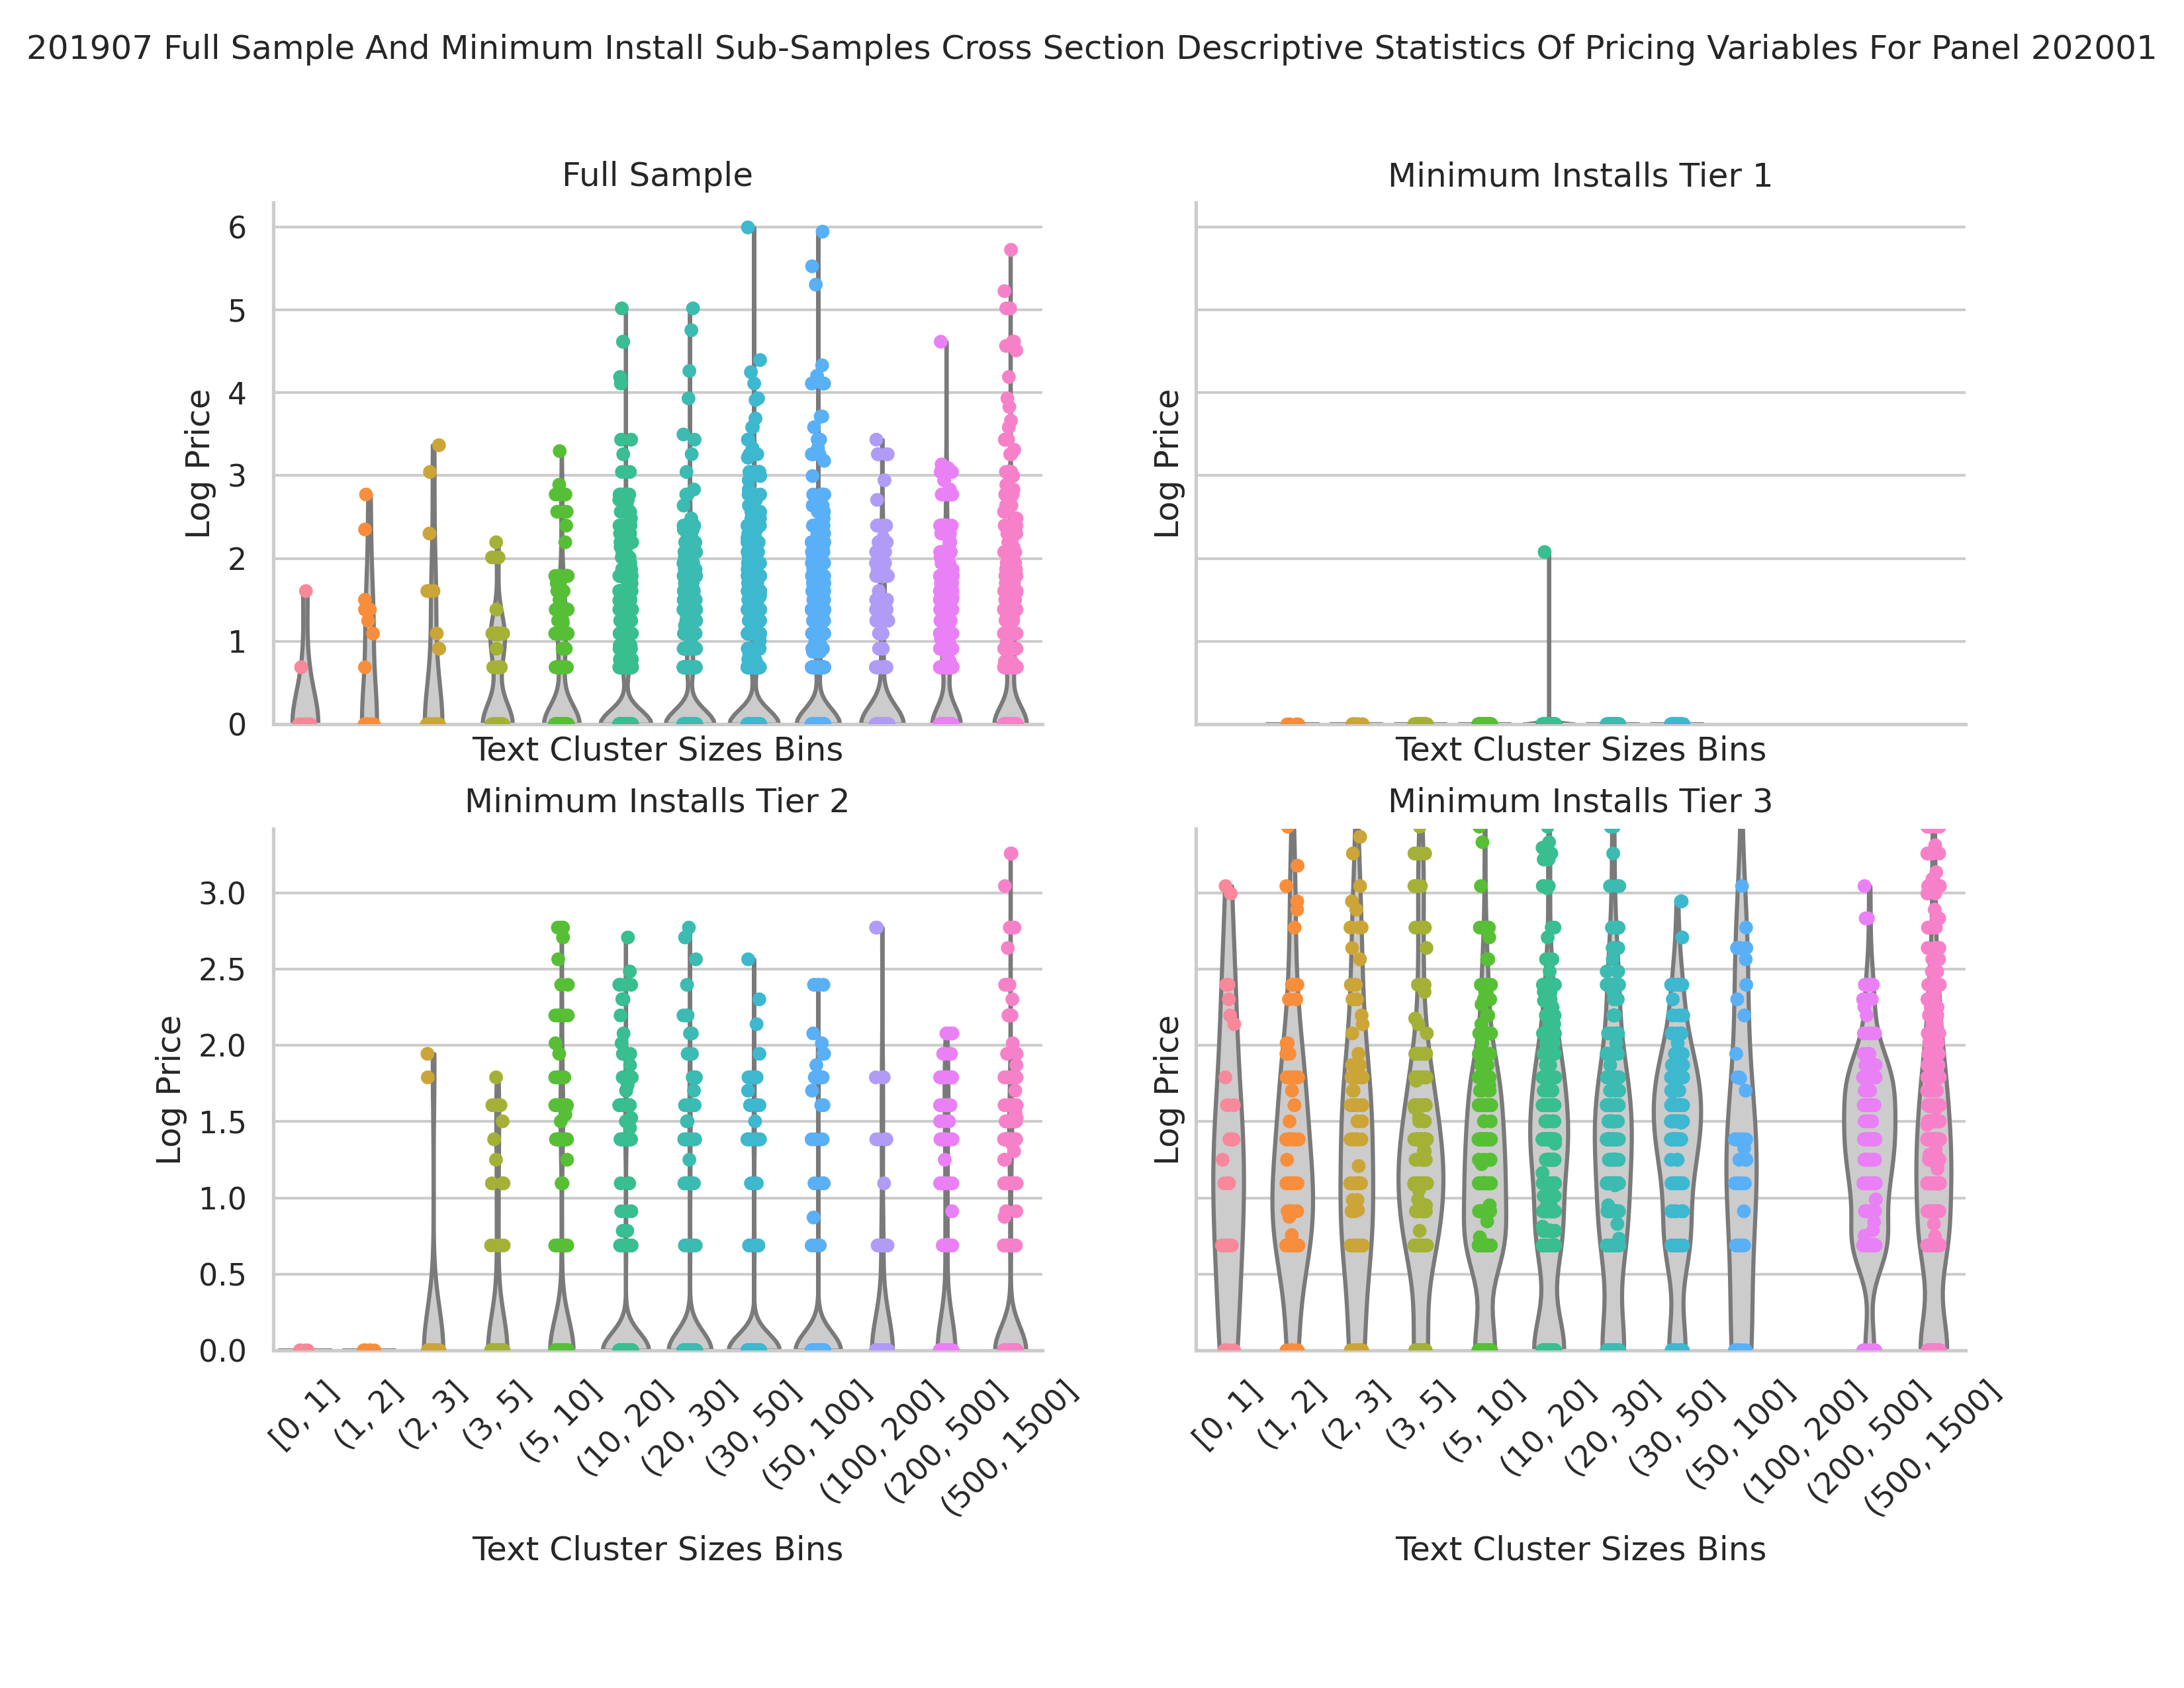 201907 Full Sample And Minimum Install Sub-Samples Cross Section Descriptive Statistics Of Pricing Variables For Panel 202001
Full Sample
Minimum Installs Tier 1
6
5
4
3
2
1
0
Log Price
Log Price
Text Cluster Sizes Bins
Text Cluster Sizes Bins
Minimum Installs Tier 2
Minimum Installs Tier 3
3.0
2.5
2.0
1.5
1.0
0.5
0.0
Log Price
Log Price
[0, 1]
(1, 2]
(2, 3]
(3, 5]
(5, 10]
(10, 20]
(20, 30]
(30, 50]
(50, 100]
(100, 200]
(200, 500]
(500, 1500]
[0, 1]
(1, 2]
(2, 3]
(3, 5]
(5, 10]
(10, 20]
(20, 30]
(30, 50]
(50, 100]
(100, 200]
(200, 500]
(500, 1500]
Text Cluster Sizes Bins
Text Cluster Sizes Bins